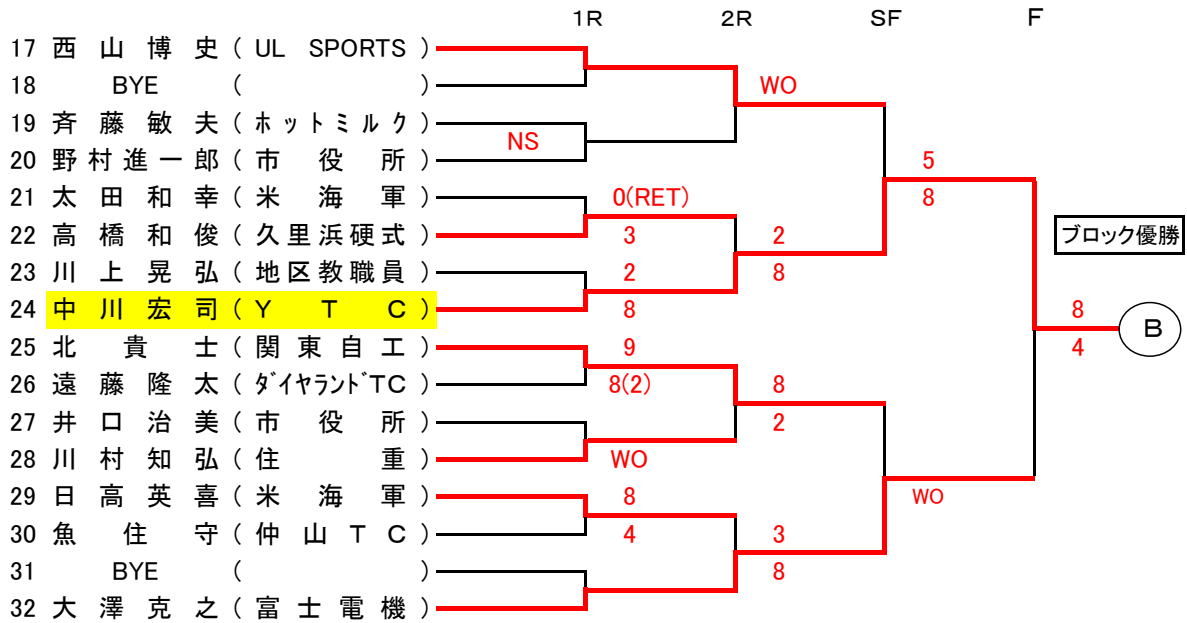 1R 2R SF F
17 西山博史 ( UL SPORTS )
18 BYE ( )
WO
19 斉藤敏夫 ( ホットミルク )
NS
20 野村進一郎 ( 市役所 )
5
21 太田和幸 ( 米海軍 )
0(RET) 8
22 高橋和俊 ( 久里浜硬式 )
3 2 ブロック優勝
23 川上晃弘 ( 地区教職員 )
2 8
24 中川宏司 ( YTC )
8 8
B
25 北貴士 ( 関東自工 )
9 4
26 遠藤隆太 ( ダイヤランドTC )
8(2) 8
27 井口治美 ( 市役所 )
2
28 川村知弘 ( 住重 )
WO
29 日高英喜 ( 米海軍 )
8 WO
30 魚住守 ( 仲山TC )
4 3
31 BYE ( )
8
32 大澤克之 ( 富士電機 )